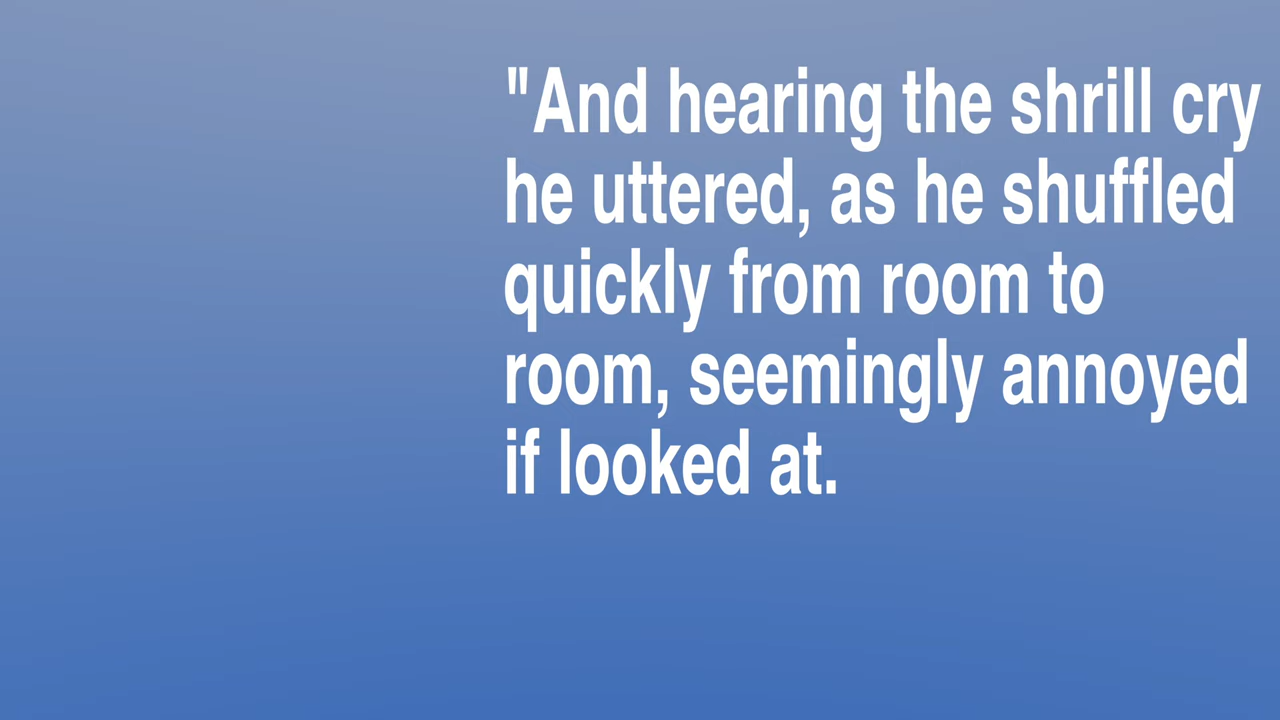 "And hearing the shrill cry
he uttered, as he shuffled
quickly from room to
room, seemingly annoyed
if looked at.